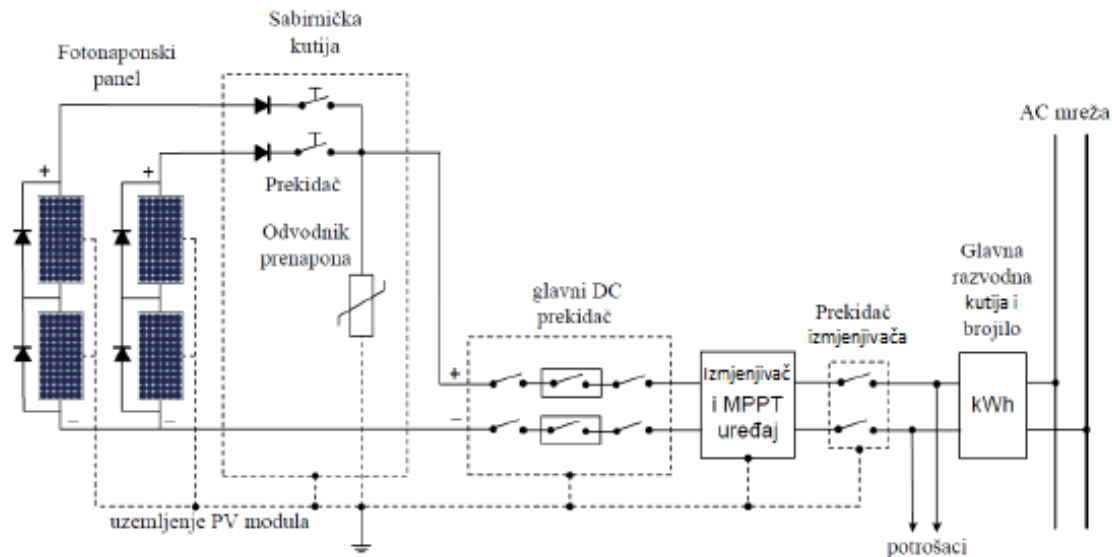 Sabirnička
kutija
Fotonaponski
panel
AC mreža
+
+
Prekidač
Odvodnik
prenapona
Glavna
razvodna
kutija i
brojilo
glavni DC
prekidač
Prekidač
izmjenjivača
+
Izmjenjivač
i MPPT
uređaj
kWh
−
−
−
uzemljenje PV modula
potrošaci